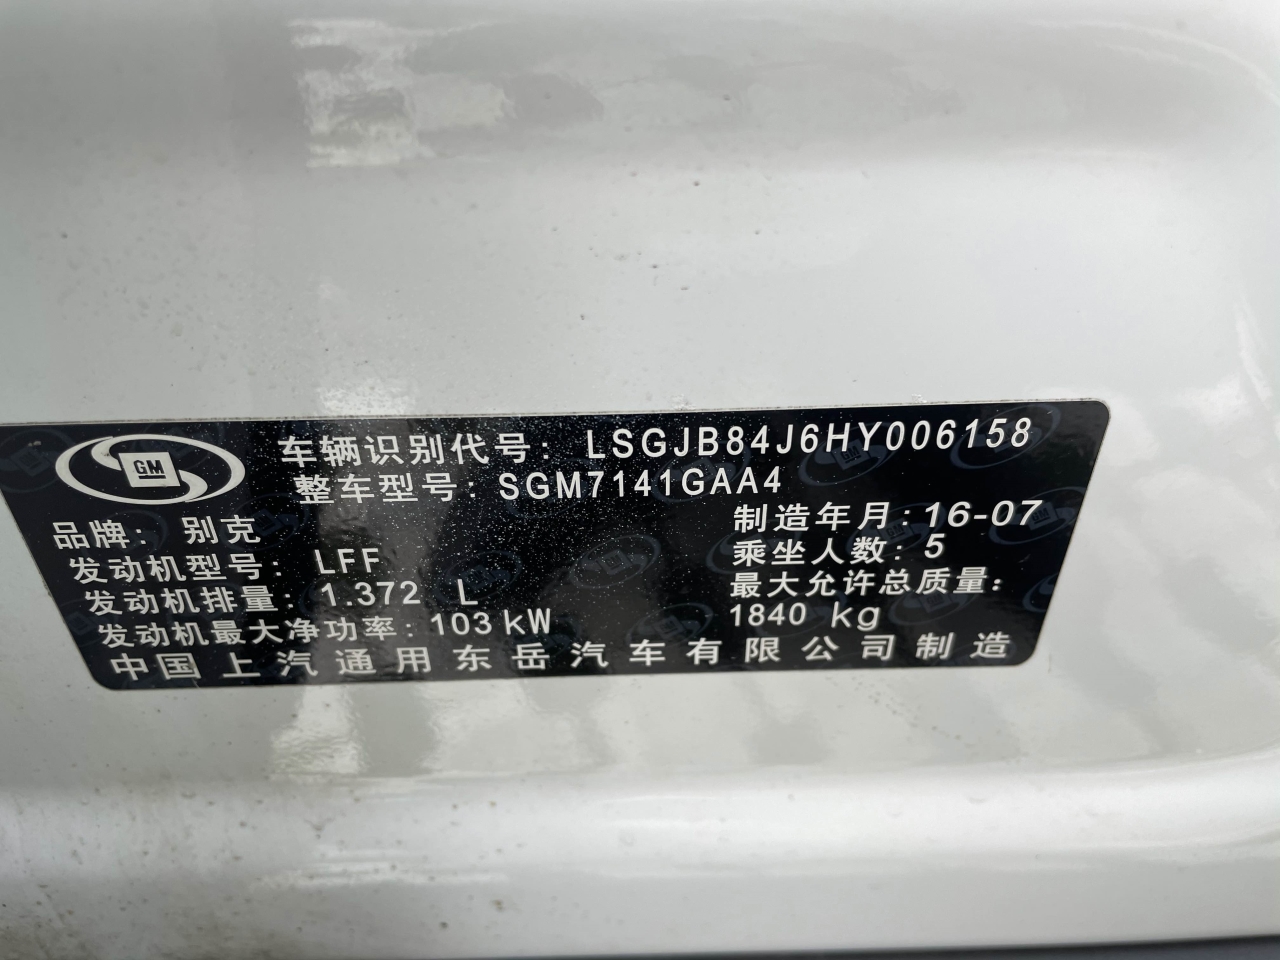 GM
车辆识别代号: LSGJB84J6HY006158
整车型号: SGM7141GAA4
品牌: 别克
制造年月: 16-07
发动机型号: LFF
乘坐人数: 5
发动机排量: 1.372 L
最大允许总质量:
1840 kg
发动机最大净功率: 103 kW
中国上汽通用东岳汽车有限公司制造